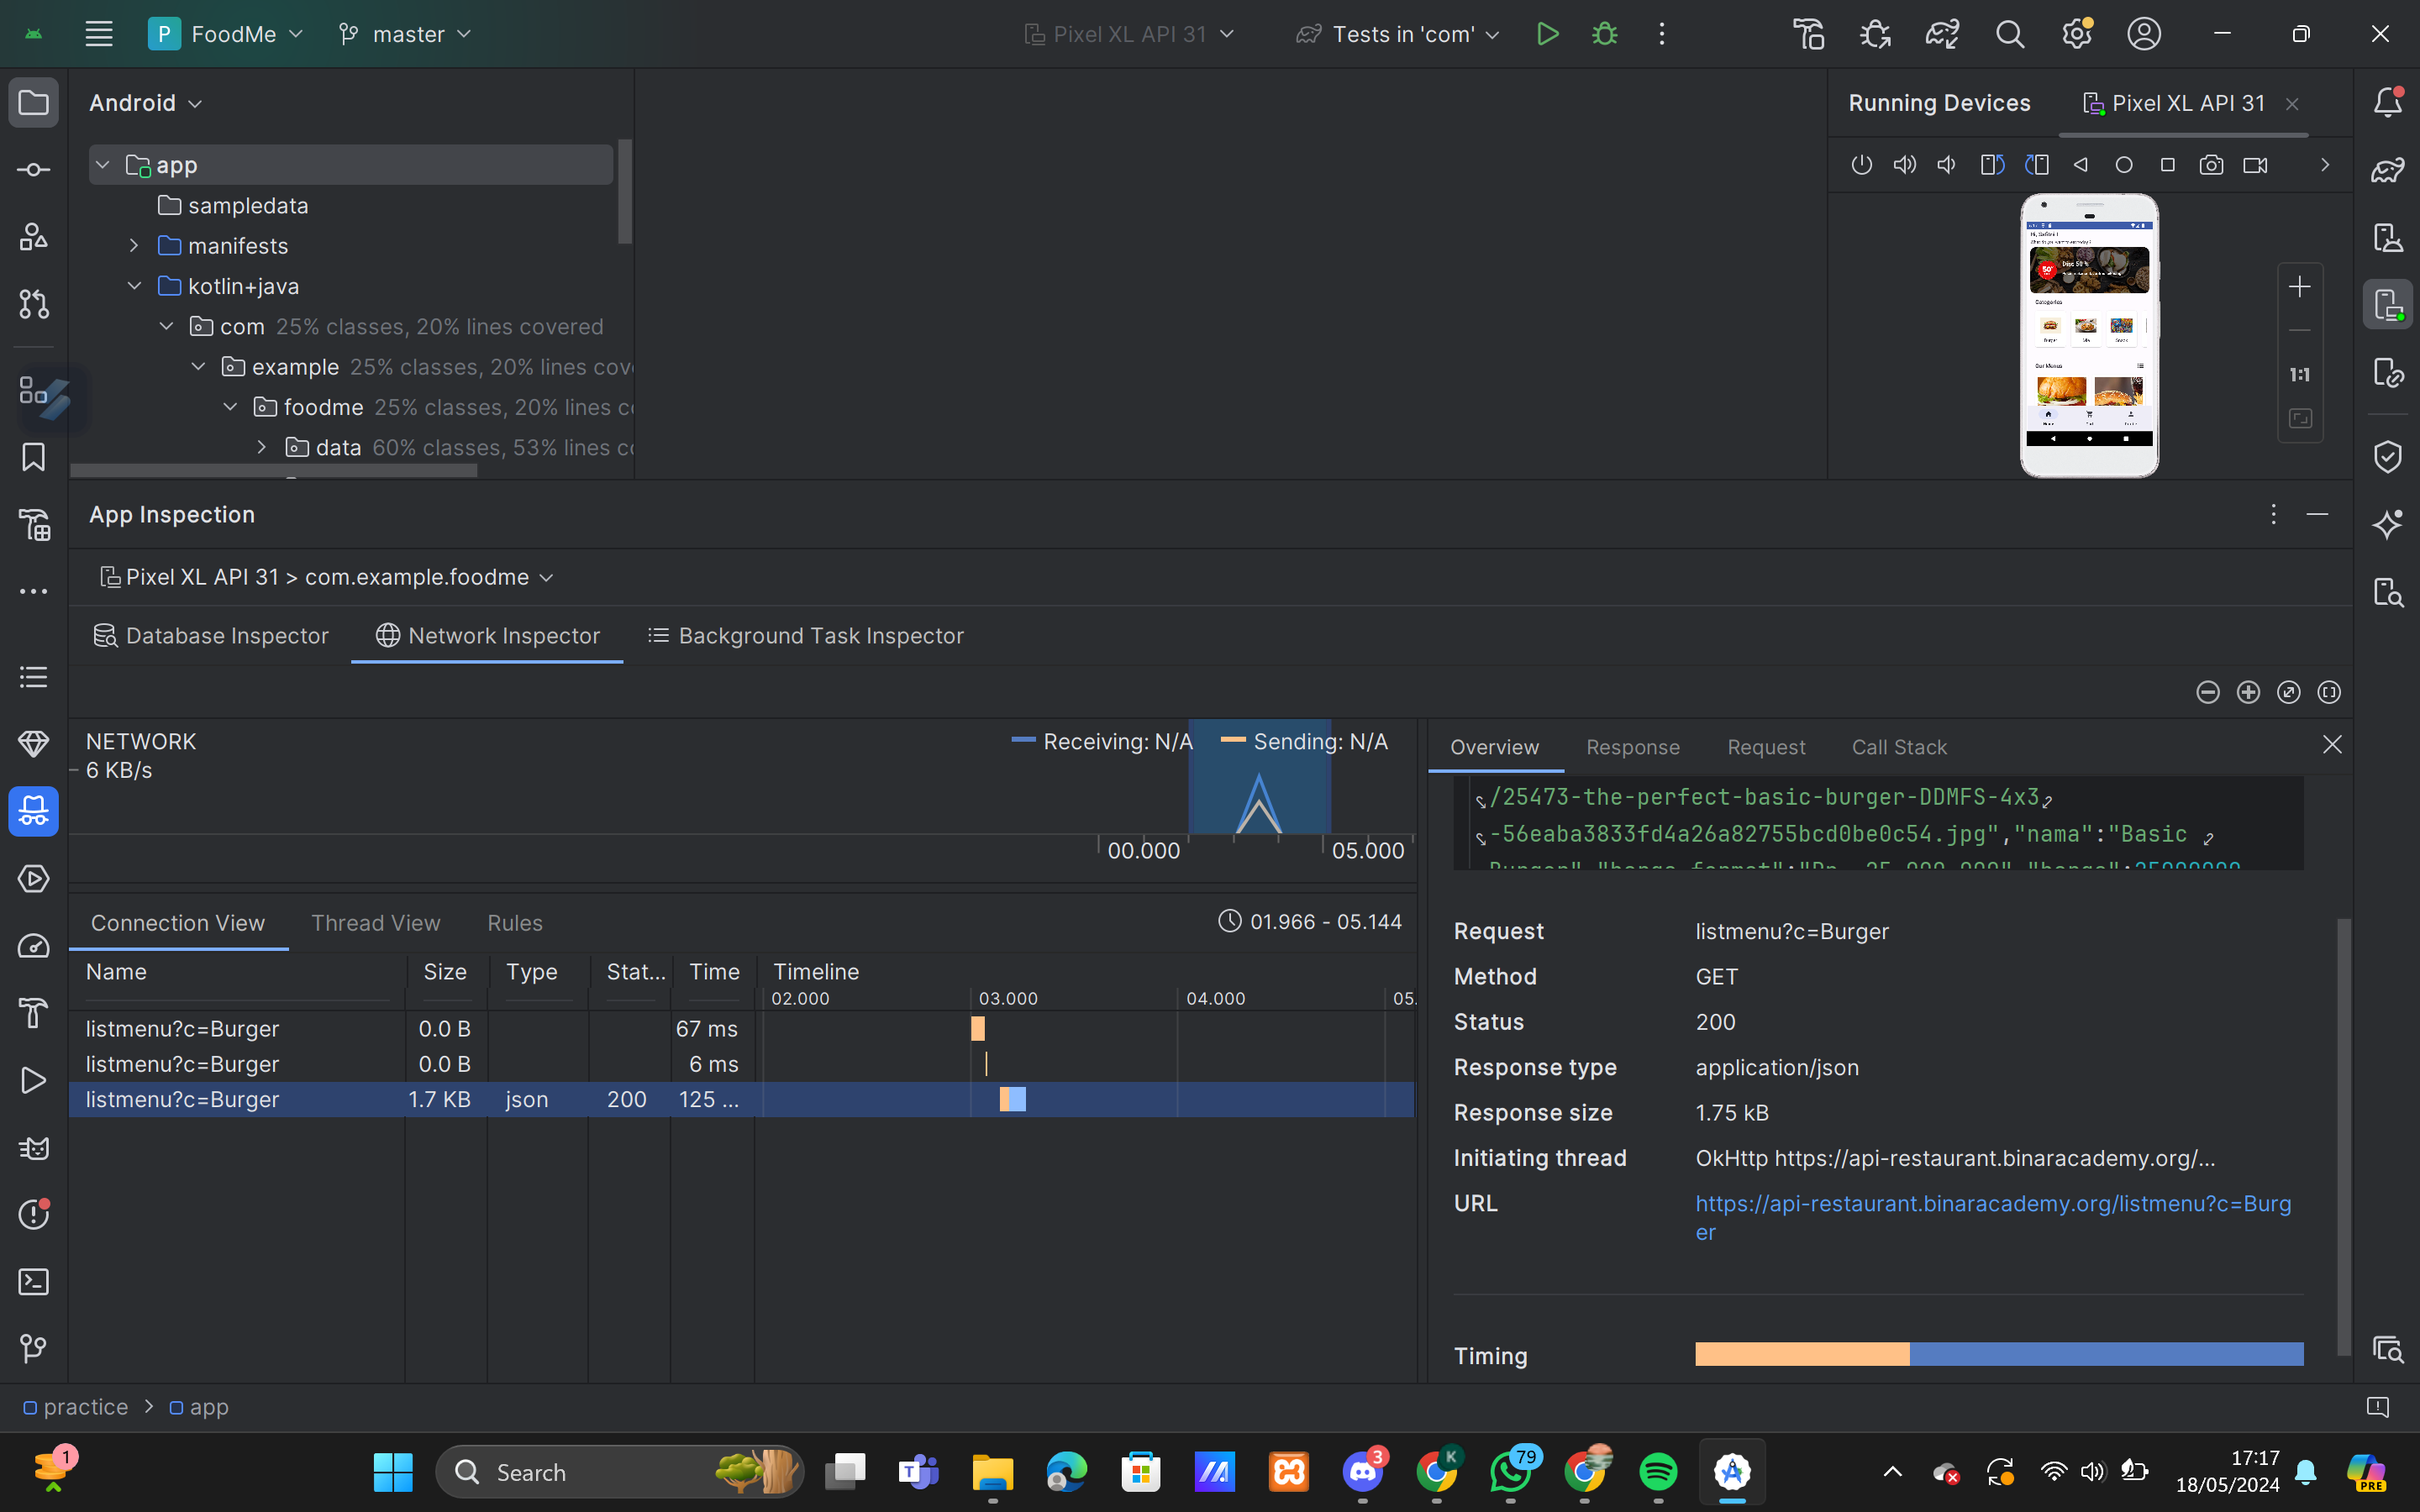 P FoodMe master Pixel XL API 31 Tests in 'com'
Android
app
sampledata
manifests
kotlin+java
com 25% classes, 20% lines covered
example 25% classes, 20% lines cov
foodme 25% classes, 20% lines c
data 60% classes, 53% lines c
Running Devices Pixel XL API 31
Disc 50 %
Categories
Burger
Our Menus
1:1
App Inspection
Pixel XL API 31 > com.example.foodme
Database Inspector Network Inspector Background Task Inspector
NETWORK
6 KB/s
Receiving: N/A Sending: N/A
00.000 05.000
Connection View Thread View Rules 01.966 - 05.144
Name Size Type Stat... Time Timeline
02.000 03.000 04.000 05.
listmenu?c=Burger 0.0 B 67 ms
listmenu?c=Burger 0.0 B 6 ms
listmenu?c=Burger 1.7 KB json 200 125 ...
Overview Response Request Call Stack
/25473-the-perfect-basic-burger-DDMFS-4x3
-56eaba3833fd4a26a82755bcd0be0c54.jpg","nama":"Basic
Request listmenu?c=Burger
Method GET
Status 200
Response type application/json
Response size 1.75 kB
Initiating thread OkHttp https://api-restaurant.binaracademy.org/...
URL https://api-restaurant.binaracademy.org/listmenu?c=Burg
er
Timing
practice > app
1 Search T 3 K 79 17:17
18/05/2024
PRE